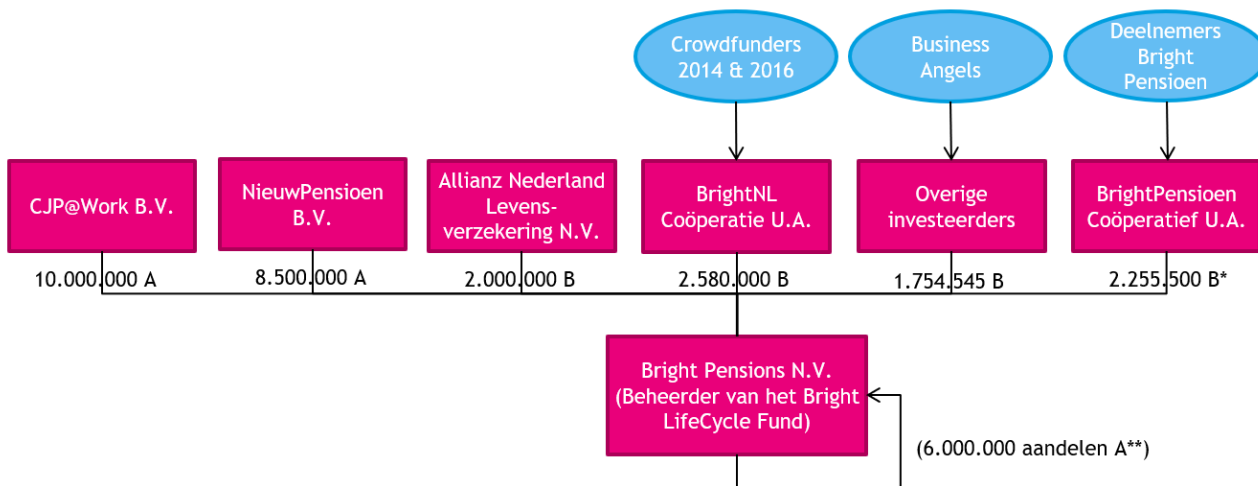 Crowdfunders
2014 & 2016
Business
Angels
Deelnemers
Bright
Pensioen
CJP@Work B.V.
NieuwPensioen
B.V.
Allianz Nederland
Levens-
verzekering N.V.
BrightNL
Coöperatie U.A.
Overige
investeerders
BrightPensioen
Coöperatief U.A.
10.000.000 A
8.500.000 A
2.000.000 B
2.580.000 B
1.754.545 B
2.255.500 B*
Bright Pensions N.V.
(Beheerder van het Bright
LifeCycle Fund)
(6.000.000 aandelen A**)